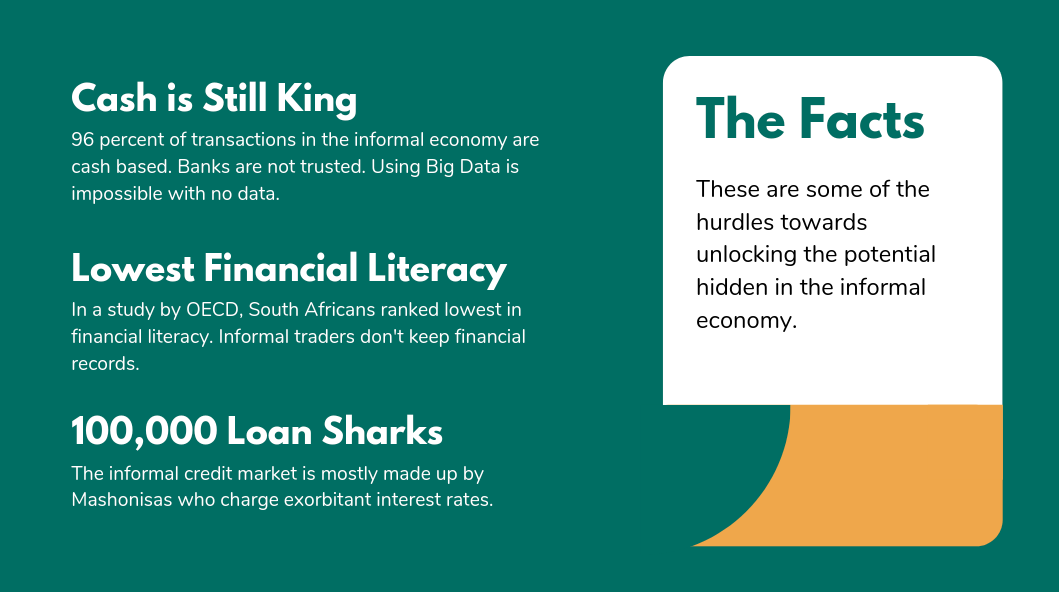 Cash is Still King
96 percent of transactions in the informal economy are
cash based. Banks are not trusted. Using Big Data is
impossible with no data.
Lowest Financial Literacy
In a study by OECD, South Africans ranked lowest in
financial literacy. Informal traders don't keep financial
records.
100,000 Loan Sharks
The informal credit market is mostly made up by
Mashonisas who charge exorbitant interest rates.
The Facts
These are some of the
hurdles towards
unlocking the potential
hidden in the informal
economy.